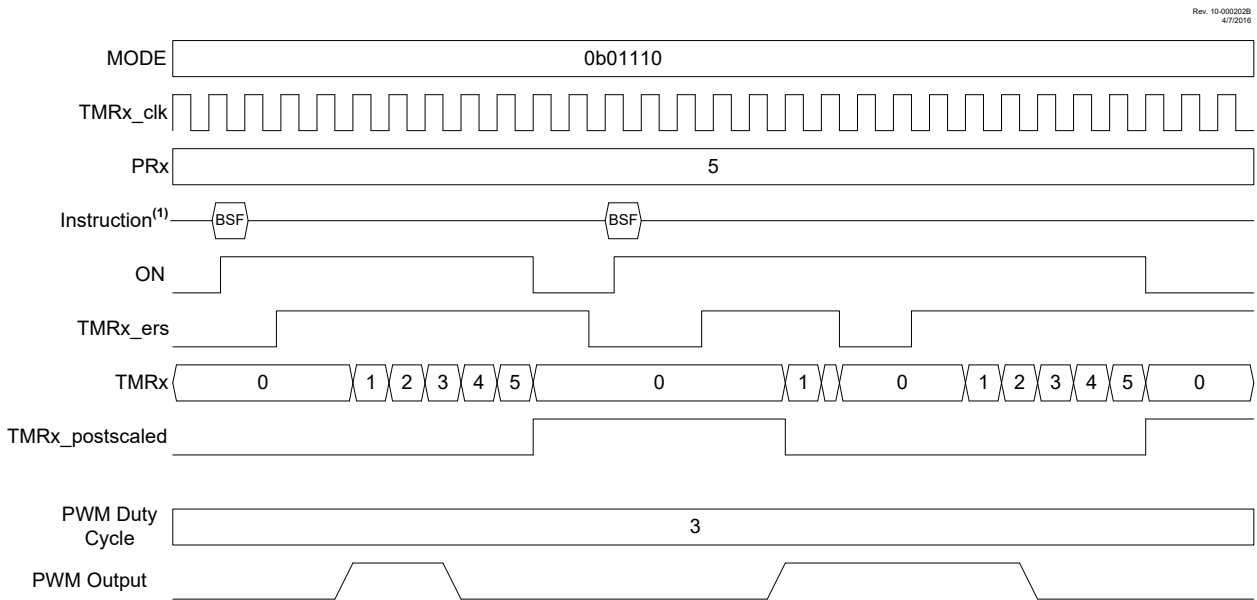 Rev. 10-000202B
4/7/2016
MODE 0b01110
TMRx_clk
PRx 5
Instruction(1) BSF BSF
ON
TMRx_ers
TMRx 0 1 2 3 4 5 0 1 0 1 2 3 4 5 0
TMRx_postscaled
PWM Duty
Cycle 3
PWM Output